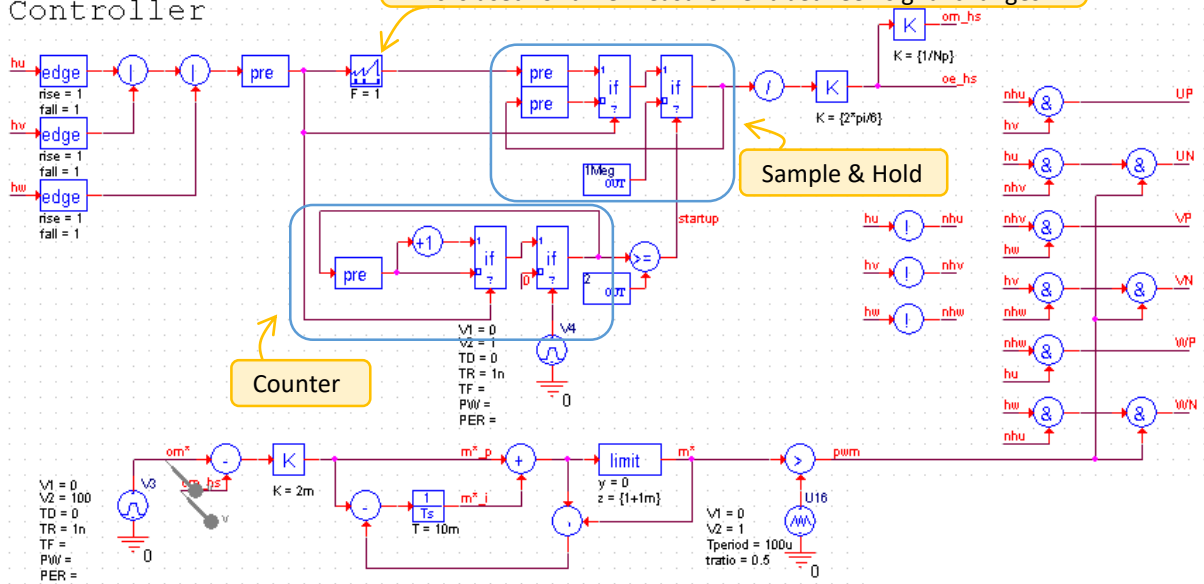 Controller
hu
edge
rise = 1
fall = 1
hv
edge
rise = 1
fall = 1
hw
edge
rise = 1
fall = 1
|
|
pre
F = 1
pre
pre
1
if
?
1
if
?
1Meg
OUT
/
K
K = {2*pi/6}
K
K = {1/Np}
om_hs
oe_hs
Sample & Hold
startup
pre
+1
1
if
?
1
if
?
0
>=
2
OUT
Counter
V4
V1 = 0
V2 = 1
TD = 0
TR = 1n
TF =
PW =
PER =
0
hu ! nhu
hv ! nhv
hw ! nhw
nhu
hv
&
UP
hu
nhv
&
&
UN
nhv
hw
&
VP
hv
nhw
&
&
VN
nhw
hu
&
WP
hw
nhu
&
&
WN
om*
V3
V1 = 0
V2 = 100
TD = 0
TR = 1n
TF =
PW =
PER =
0
om_hs
v
-
K
K = 2m
m*_p
+
-
1
Ts
T = 10m
m*_i
limit
y = 0
z = {1+1m}
m*
>
pwm
U16
V1 = 0
V2 = 1
Tperiod = 100u
tratio = 0.5
0